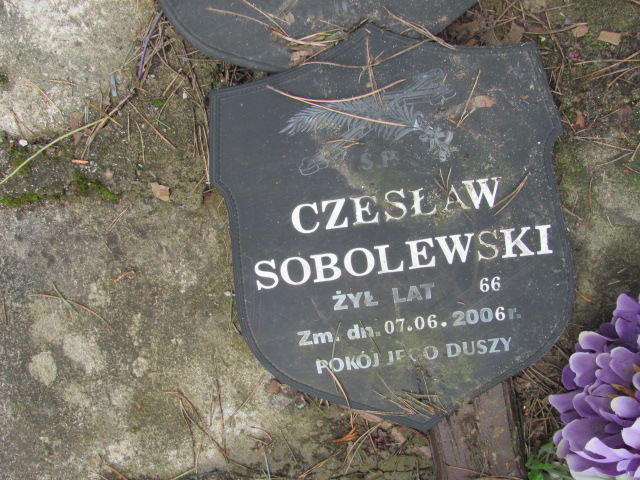 Ś.P.
CZESŁAW
SOBOLEWSKI
ŻYŁ LAT 66
Zm. dn. 07.06.2006r.
POKÓJ JEGO DUSZY